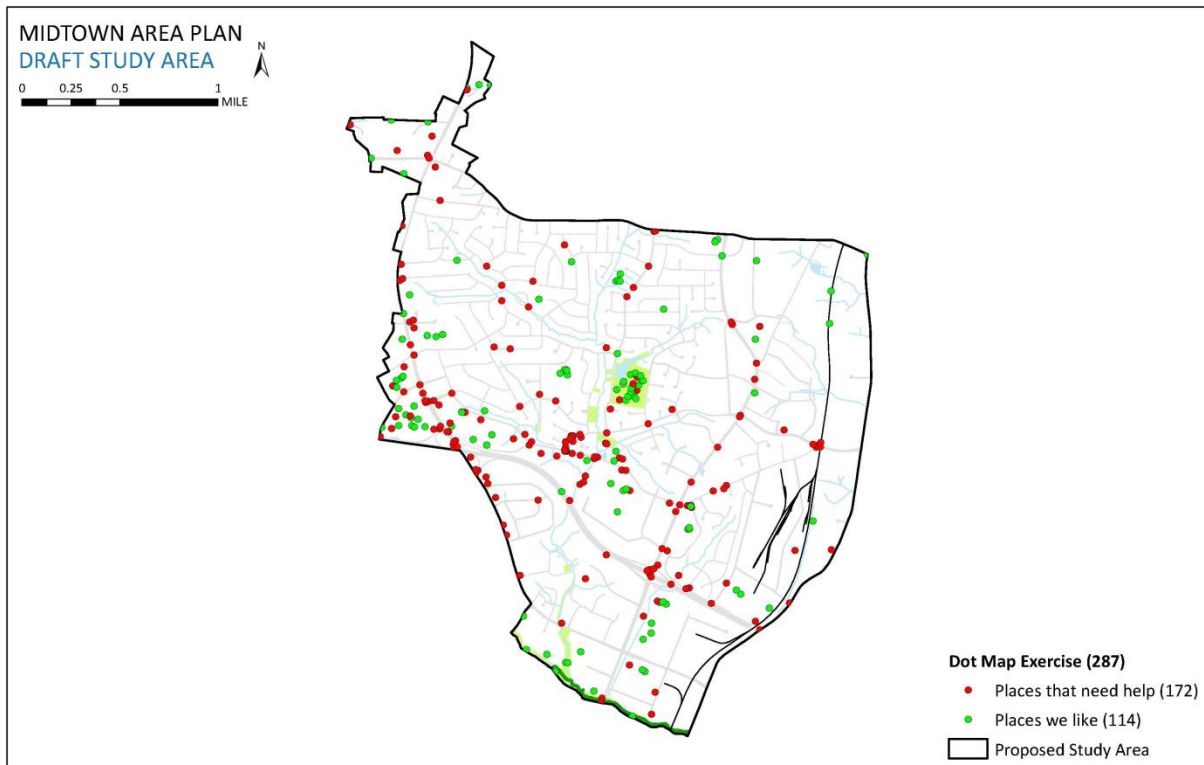 MIDTOWN AREA PLAN
DRAFT STUDY AREA
N
0 0.25 0.5 1
MILE
Dot Map Exercise (287)
Places that need help (172)
Places we like (114)
Proposed Study Area